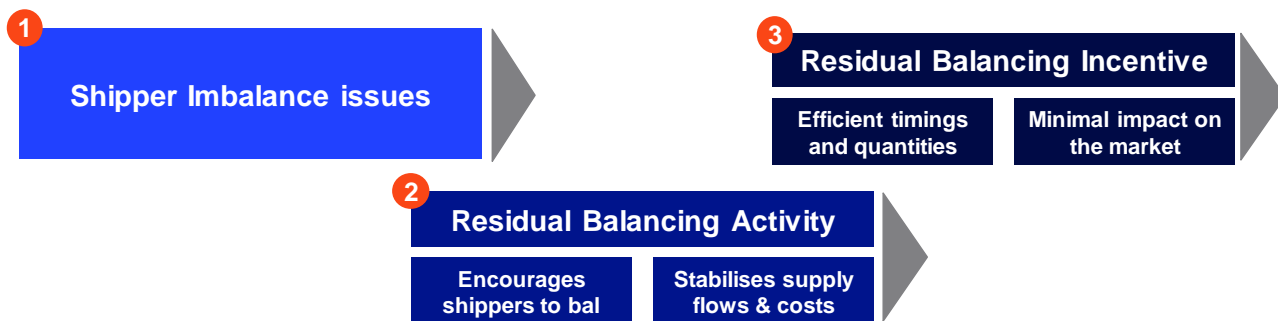 1
Shipper Imbalance issues
2
Residual Balancing Activity
Encourages
shippers to bal
Stabilises supply
flows & costs
3
Residual Balancing Incentive
Efficient timings
and quantities
Minimal impact on
the market